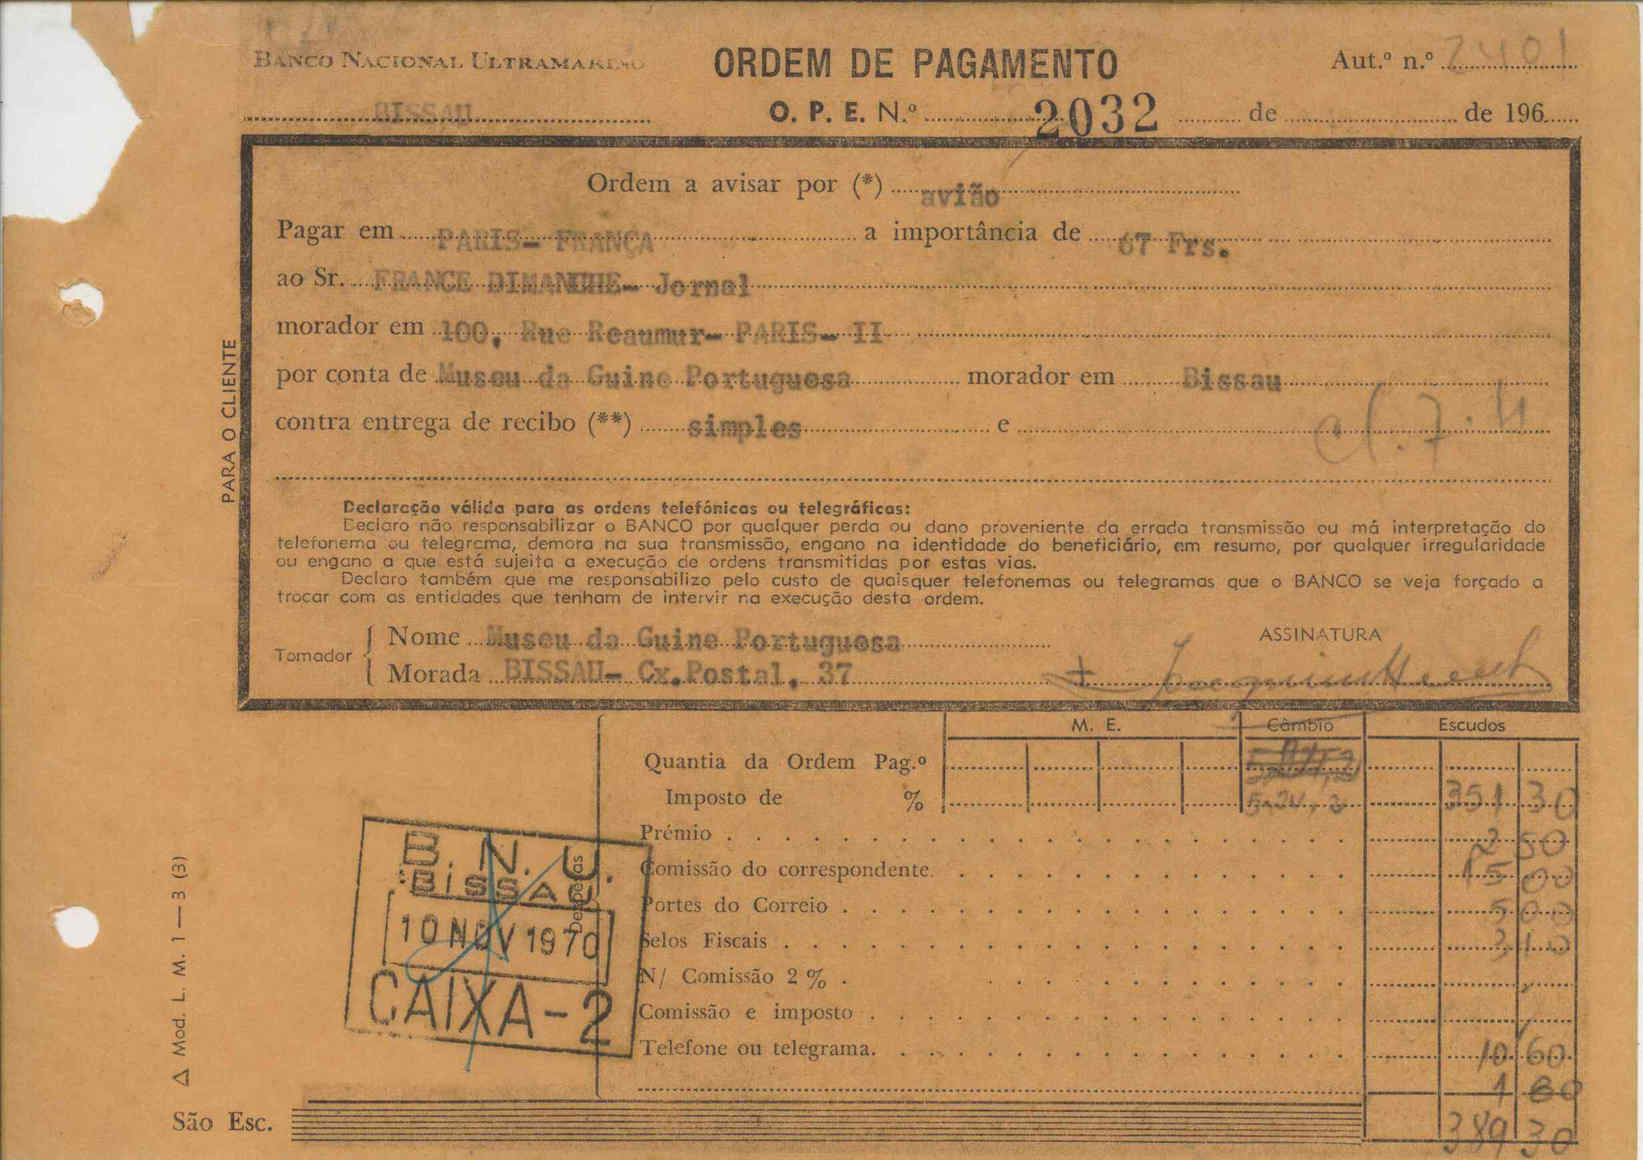 BANCO NACIONAL ULTRAMARINO
ORDEM DE PAGAMENTO
Aut.º n.º 2401
BISSAU
O. P. E. N.º 2032 de de 196
Ordem a avisar por (*) avião
Pagar em PARIS- FRANÇA a importância de 67 Frs.
ao Sr. FRANCE DIMANCHE- Jornal
morador em 100, Rue Reaumur- PARIS- II
por conta de Museu da Guine Portuguesa morador em Bissau
contra entrega de recibo (**) simples e
PARA O CLIENTE
Declaração válida para as ordens telefónicas ou telegráficas:
Declaro não responsabilizar o BANCO por qualquer perda ou dano proveniente da errada transmissão ou má interpretação do
telefonema ou telegrama, demora na sua transmissão, engano na identidade do beneficiário, em resumo, por qualquer irregularidade
ou engano a que está sujeita a execução de ordens transmitidas por estas vias.
Declaro também que me responsabilizo pelo custo de quaisquer telefonemas ou telegramas que o BANCO se veja forçado a
trocar com as entidades que tenham de intervir na execução desta ordem.
Tomador
Nome Museu da Guine Portuguesa
ASSINATURA
Morada BISSAU- Cx.Postal, 37
M. E. Câmbio Escudos
Quantia da Ordem Pag.º
Imposto de % 351 30
Prémio 2 50
Comissão do correspondente 15 00
Portes do Correio 5 00
Selos Fiscais 3 10
N/ Comissão 2 %
Comissão e imposto
Telefone ou telegrama. 10 60
1 80
Despesas
B. N. U.
BISSAU
10 NOV 1970
CAIXA-2
Mod. L. M. 1 — 3 (3)
São Esc. 389 30